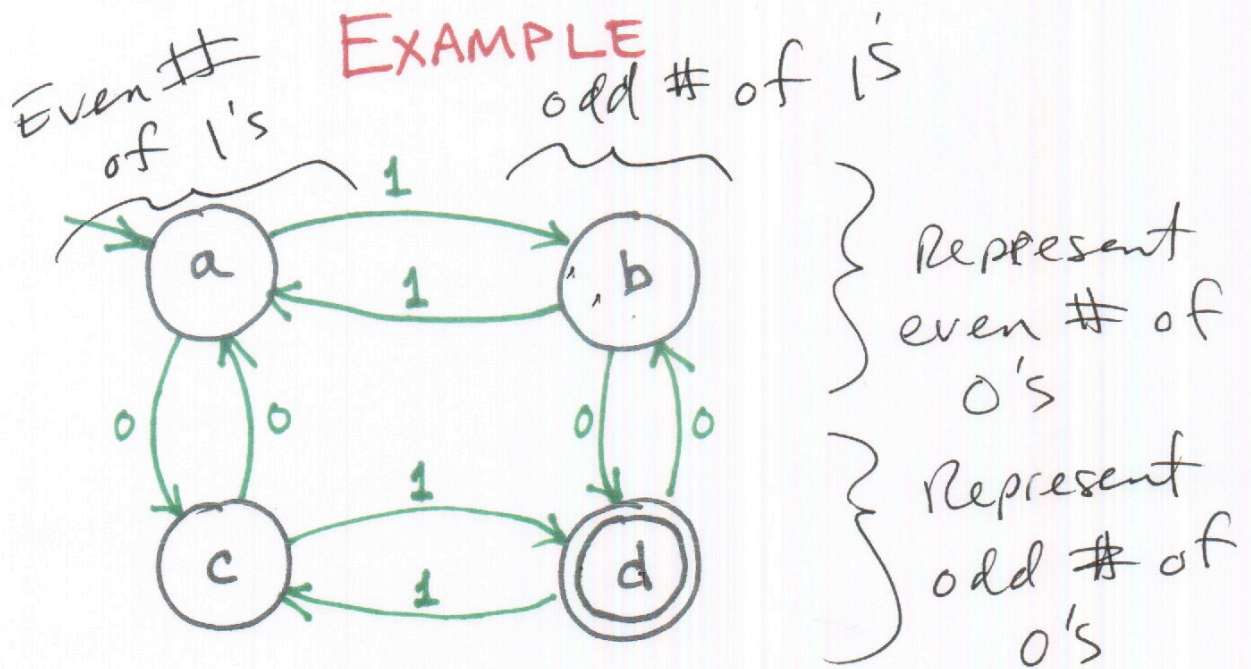 EXAMPLE
Even #
of 1's
odd # of 1's
1
a
b
1
Represent
even # of
0's
0
0
0
0
1
c
d
1
Represent
odd # of
0's